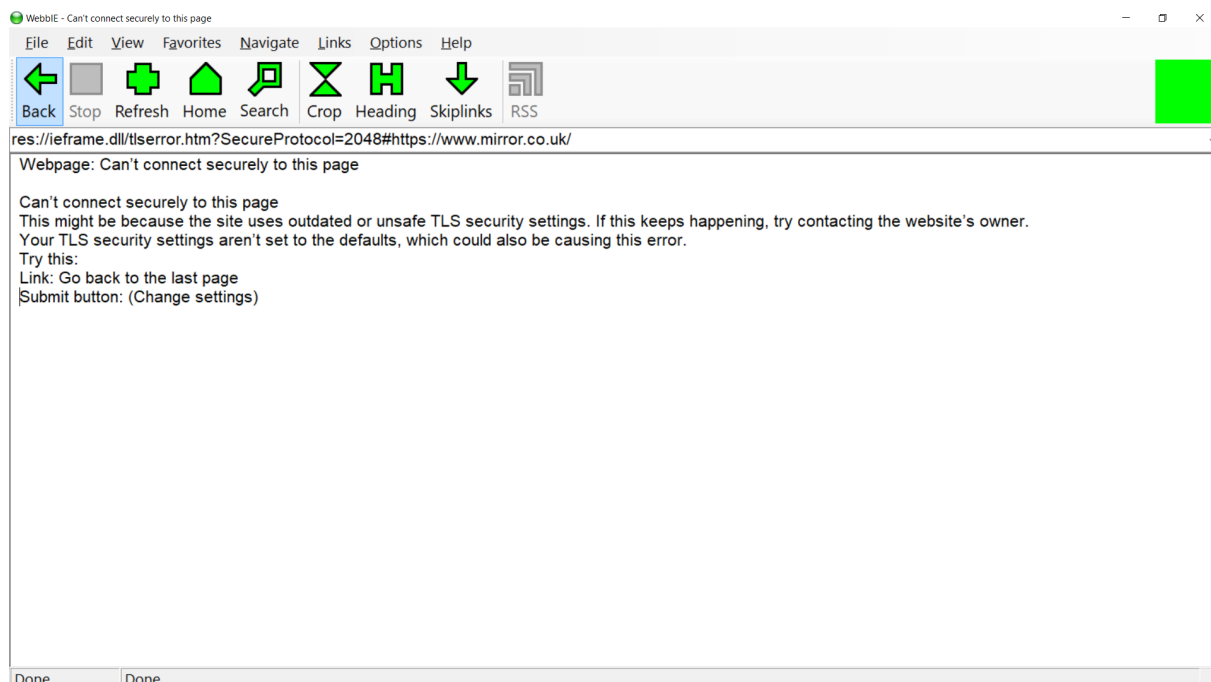 WebbIE - Can't connect securely to this page
File Edit View Favorites Navigate Links Options Help
Back Stop Refresh Home Search Crop Heading Skiplinks RSS
res://ieframe.dll/tlserror.htm?SecureProtocol=2048#https://www.mirror.co.uk/
Webpage: Can't connect securely to this page
Can't connect securely to this page
This might be because the site uses outdated or unsafe TLS security settings. If this keeps happening, try contacting the website's owner.
Your TLS security settings aren't set to the defaults, which could also be causing this error.
Try this:
Link: Go back to the last page
Submit button: (Change settings)
Done Done